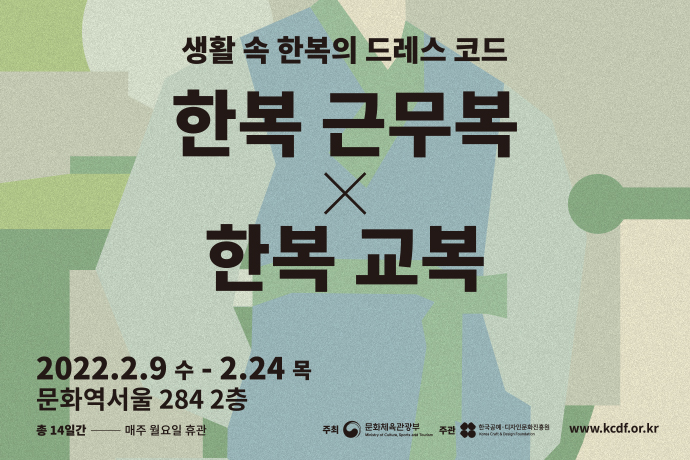 생활 속 한복의 드레스 코드
한복 근무복
×
한복 교복
2022.2.9 수 - 2.24 목
문화역서울 284 2층
총 14일간 —— 매주 월요일 휴관
주최 문화체육관광부 주관 한국공예·디자인문화진흥원 www.kcdf.or.kr
Ministry of Culture, Sports and Tourism Korea Craft & Design Foundation